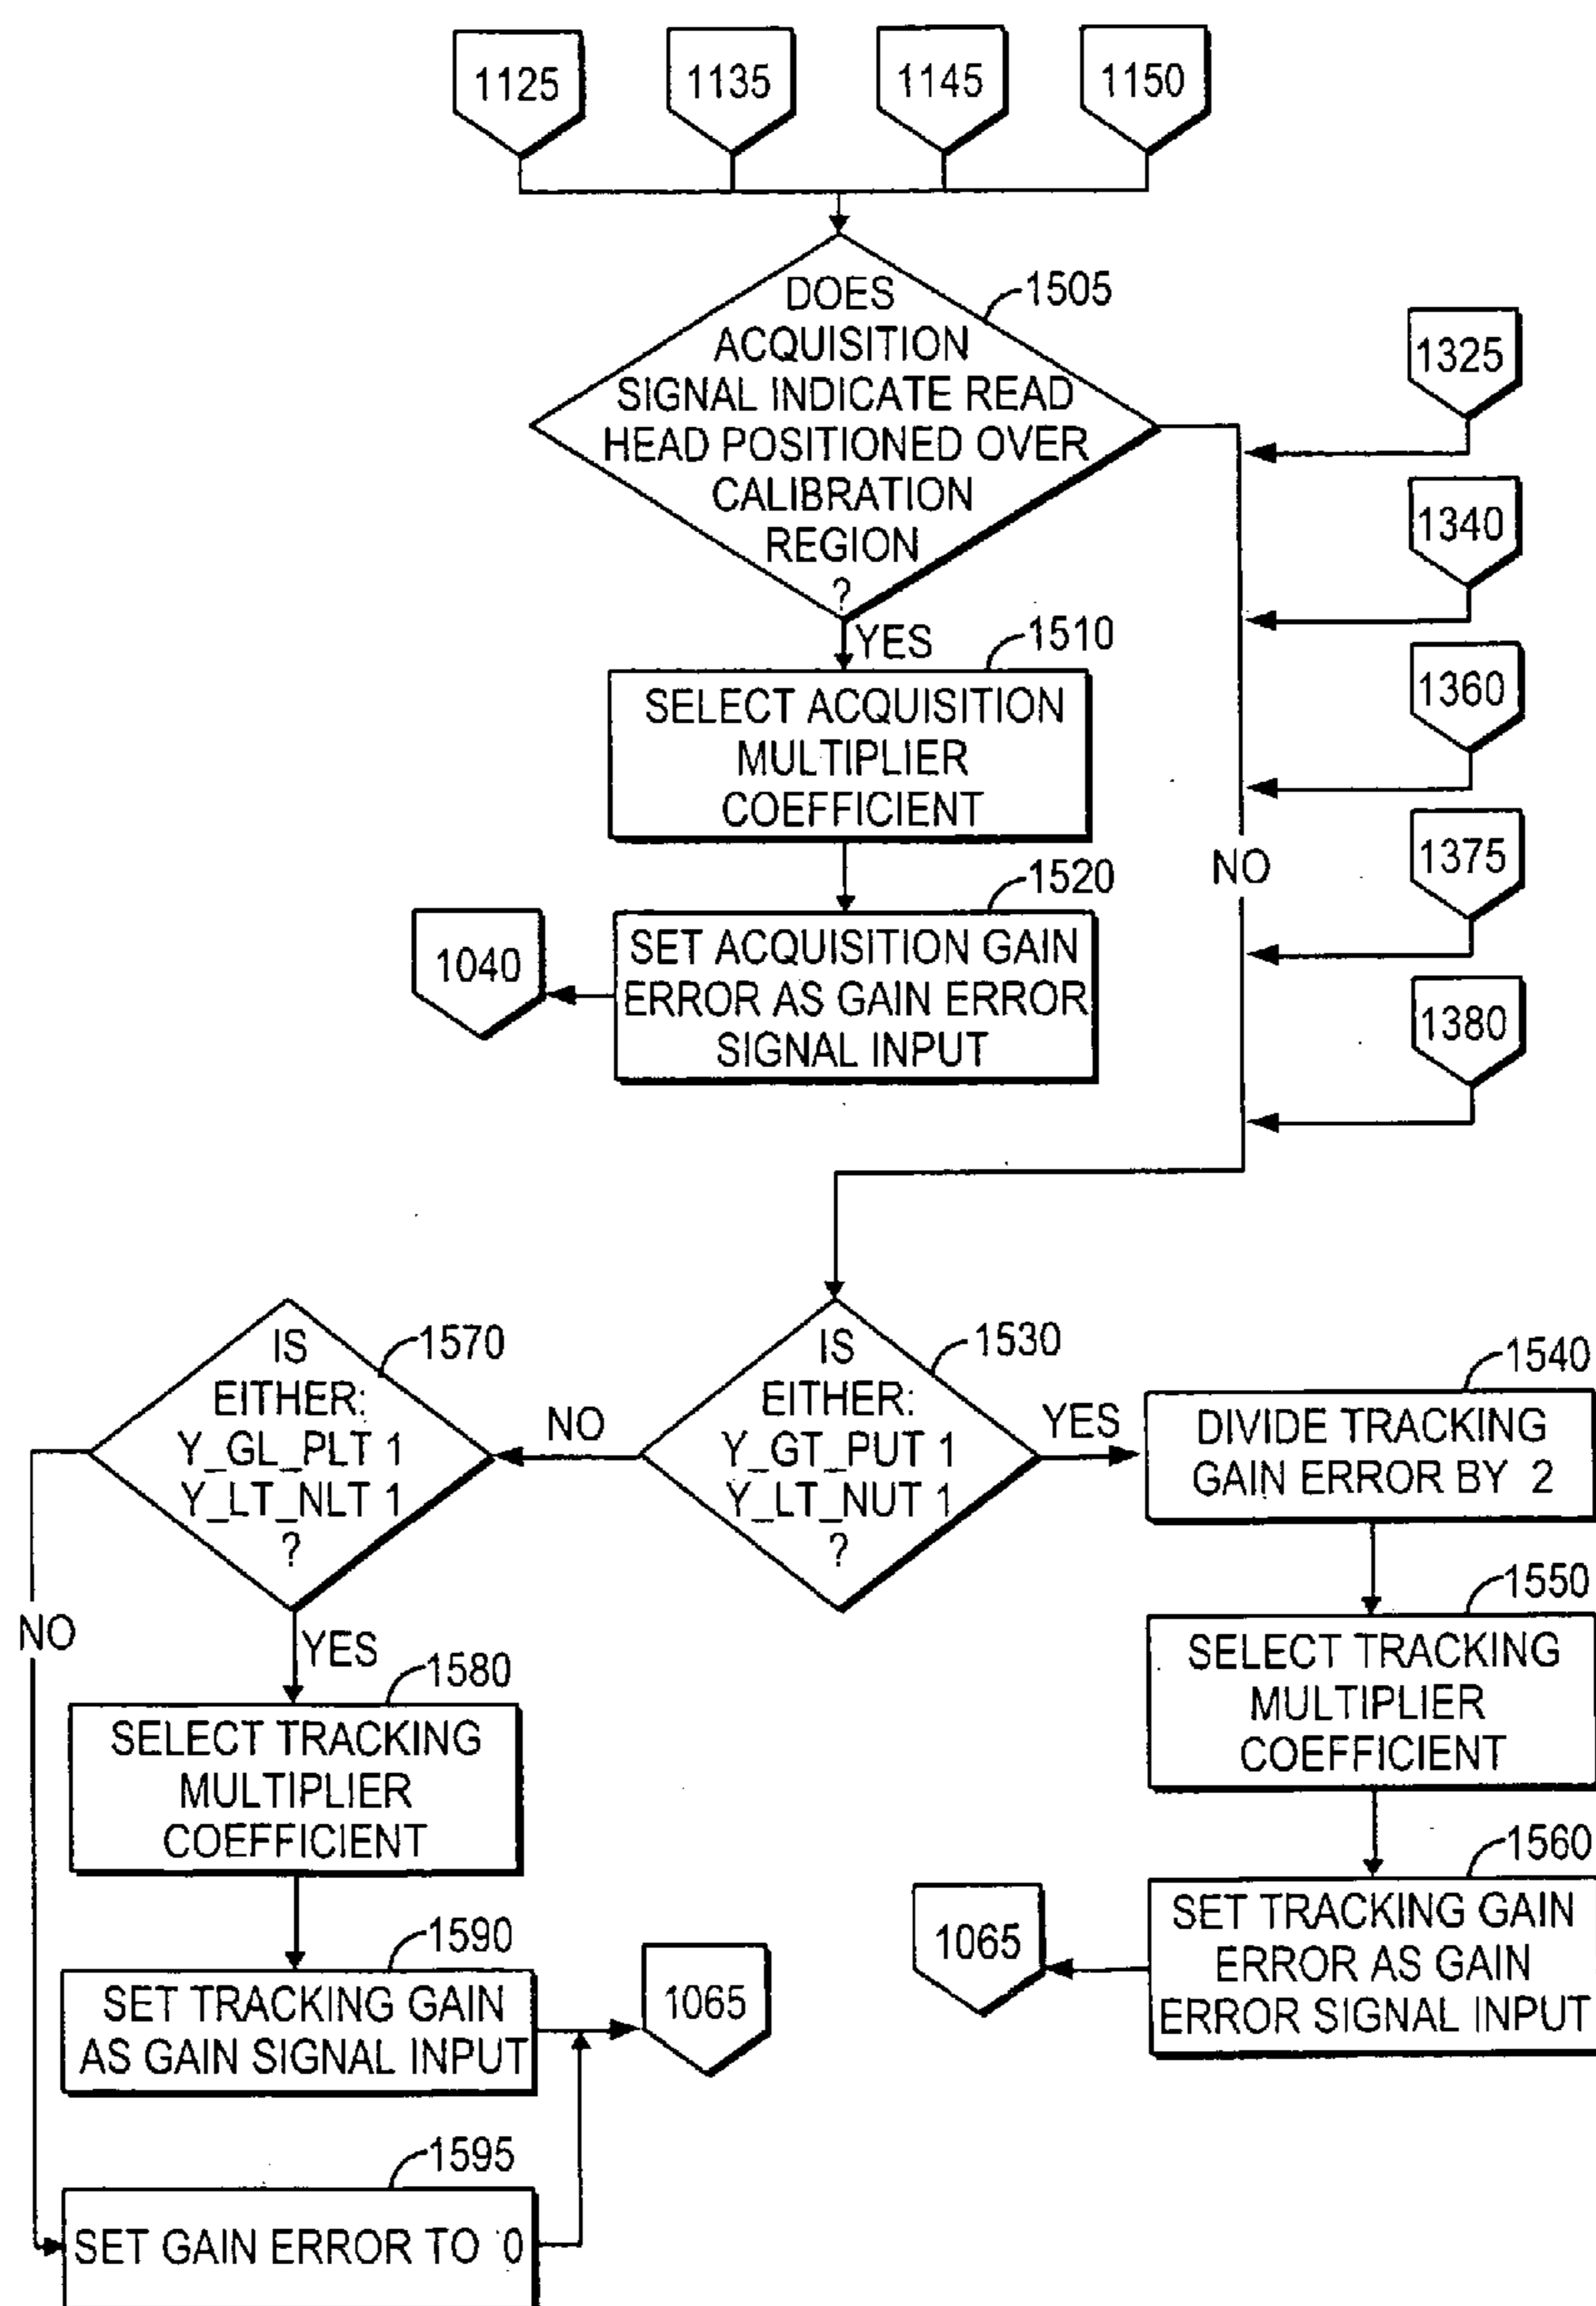 1125
1135
1145
1150
DOES
ACQUISITION
SIGNAL INDICATE READ
HEAD POSITIONED OVER
CALIBRATION
REGION
?
1505
1325
1340
1360
1375
1380
YES
NO
1510
SELECT ACQUISITION
MULTIPLIER
COEFFICIENT
1520
SET ACQUISITION GAIN
ERROR AS GAIN ERROR
SIGNAL INPUT
1040
IS
EITHER:
Y_GL_PLT 1
Y_LT_NLT 1
?
1570
NO
IS
EITHER:
Y_GT_PUT 1
Y_LT_NUT 1
?
1530
YES
1540
DIVIDE TRACKING
GAIN ERROR BY 2
1550
SELECT TRACKING
MULTIPLIER
COEFFICIENT
1560
SET TRACKING GAIN
ERROR AS GAIN
ERROR SIGNAL INPUT
1065
NO
YES
1580
SELECT TRACKING
MULTIPLIER
COEFFICIENT
1590
SET TRACKING GAIN
AS GAIN SIGNAL INPUT
1065
1595
SET GAIN ERROR TO 0